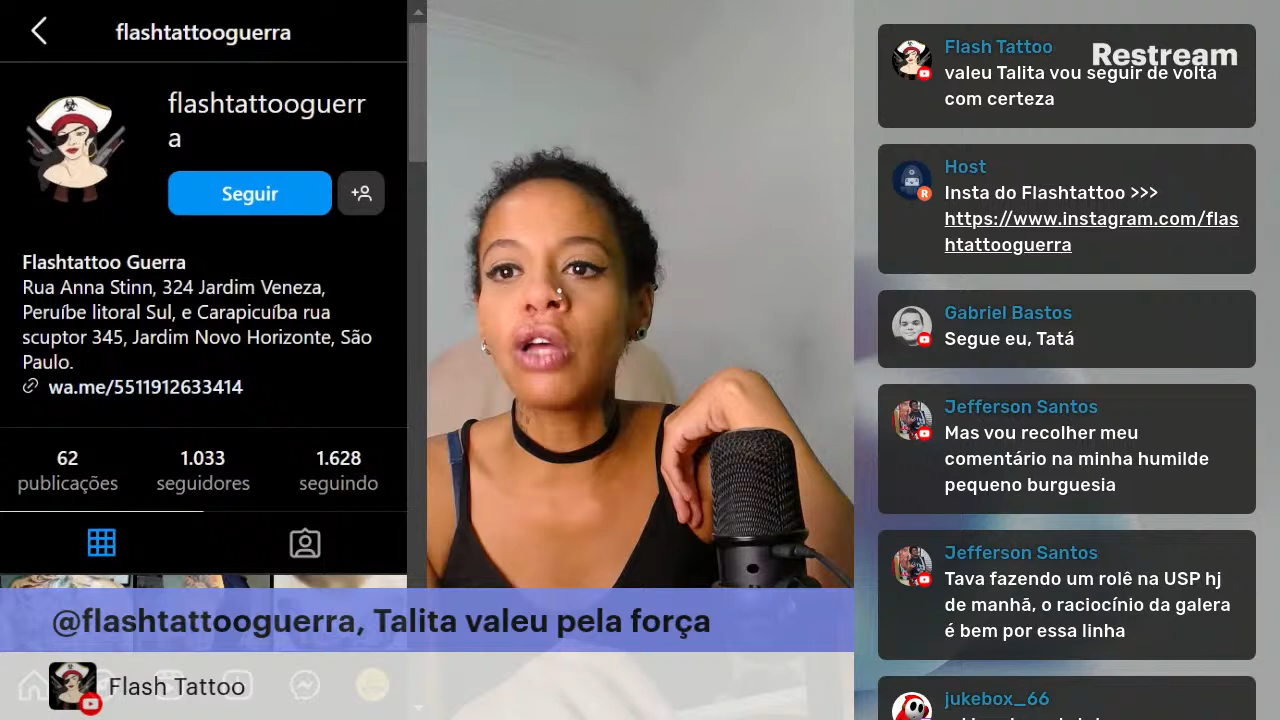 flashtattooguerra
flashtattooguerr
a
Seguir
Flashtattoo Guerra
Rua Anna Stinn, 324 Jardim Veneza,
Peruíbe litoral Sul, e Carapicuíba rua
scuptor 345, Jardim Novo Horizonte, São
Paulo.
wa.me/5511912633414
62
publicações
1.033
seguidores
1.628
seguindo
@flashtattooguerra, Talita valeu pela força
Flash Tattoo
Restream
Flash Tattoo
valeu Talita vou seguir de volta
com certeza
Host
Insta do Flashtattoo >>>
https://www.instagram.com/flas
htattooguerra
Gabriel Bastos
Segue eu, Tatá
Jefferson Santos
Mas vou recolher meu
comentário na minha humilde
pequeno burguesia
Jefferson Santos
Tava fazendo um rolê na USP hj
de manhã, o raciocínio da galera
é bem por essa linha
jukebox_66